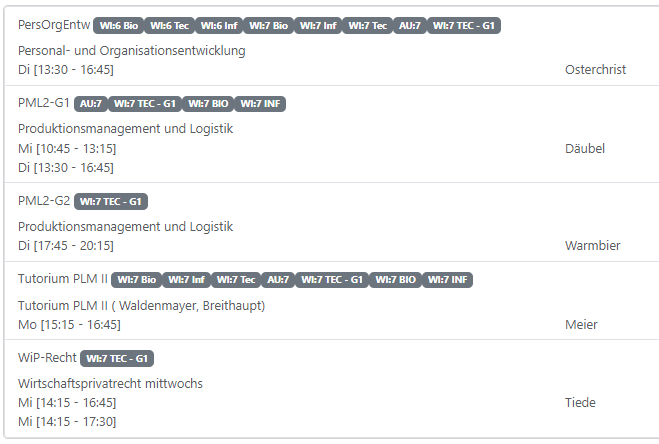 PersOrgEntw WI:6 Bio WI:6 Tec WI:6 Inf WI:7 Bio WI:7 Inf WI:7 Tec AU:7 WI:7 TEC - G1
Personal- und Organisationsentwicklung
Di [13:30 - 16:45] Osterchrist
PML2-G1 AU:7 WI:7 TEC - G1 WI:7 BIO WI:7 INF
Produktionsmanagement und Logistik
Mi [10:45 - 13:15] Däubel
Di [13:30 - 16:45]
PML2-G2 WI:7 TEC - G1
Produktionsmanagement und Logistik
Di [17:45 - 20:15] Warmbier
Tutorium PLM II WI:7 Bio WI:7 Inf WI:7 Tec AU:7 WI:7 TEC - G1 WI:7 BIO WI:7 INF
Tutorium PLM II ( Waldenmayer, Breithaupt)
Mo [15:15 - 16:45] Meier
WiP-Recht WI:7 TEC - G1
Wirtschaftsprivatrecht mittwochs
Mi [14:15 - 16:45] Tiede
Mi [14:15 - 17:30]